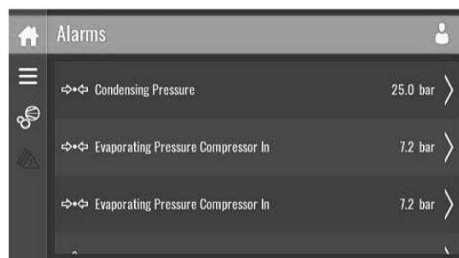 Alarms
Condensing Pressure 25.0 bar
Evaporating Pressure Compressor In 7.2 bar
Evaporating Pressure Compressor In 7.2 bar